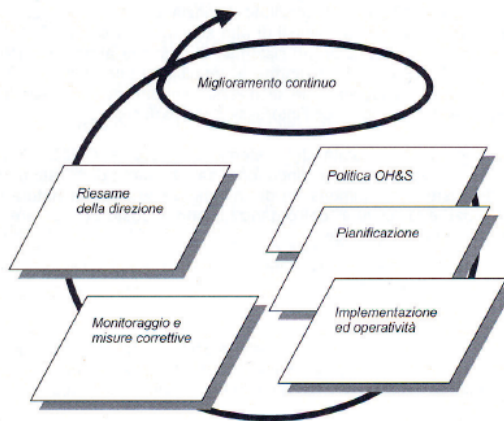 Miglioramento continuo
Politica OH&S
Pianificazione
Implementazione
ed operatività
Monitoraggio e
misure correttive
Riesame
della direzione